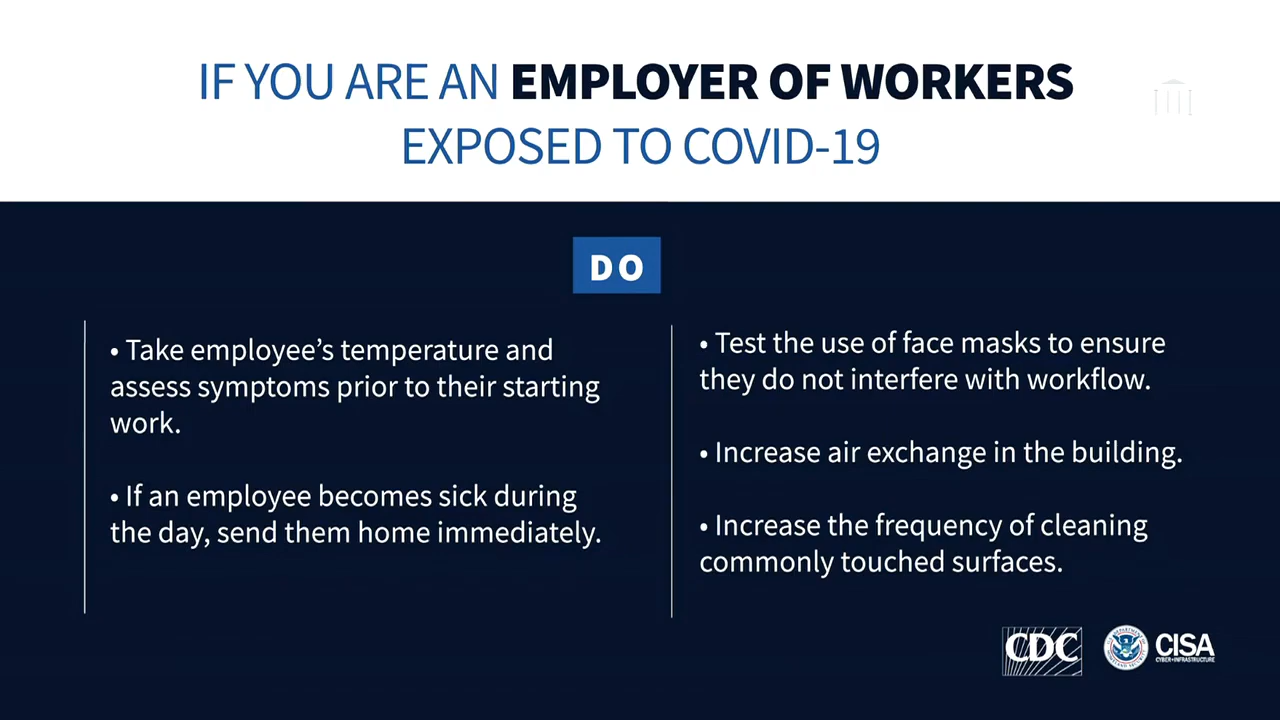 IF YOU ARE AN EMPLOYER OF WORKERS
EXPOSED TO COVID-19
DO
• Take employee’s temperature and
assess symptoms prior to their starting
work.
• If an employee becomes sick during
the day, send them home immediately.
• Test the use of face masks to ensure
they do not interfere with workflow.
• Increase air exchange in the building.
• Increase the frequency of cleaning
commonly touched surfaces.
CDC
CISA
CYBER+INFRASTRUCTURE